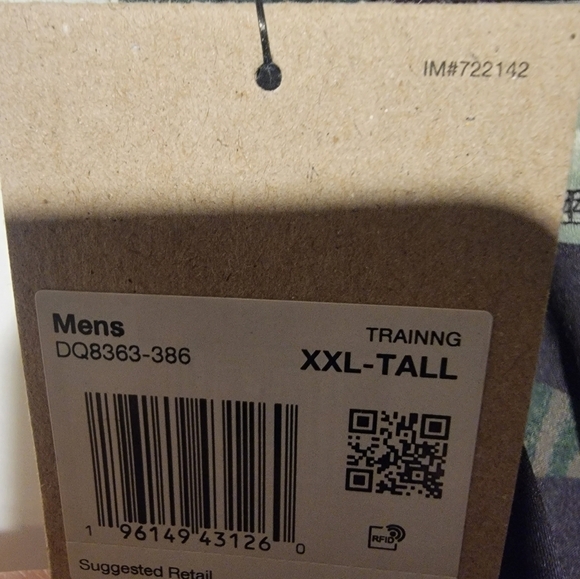 IM#722142
Mens
TRAINNG
DQ8363-386
XXL-TALL
1 96149 43126 0
RFID
Suggested Retail